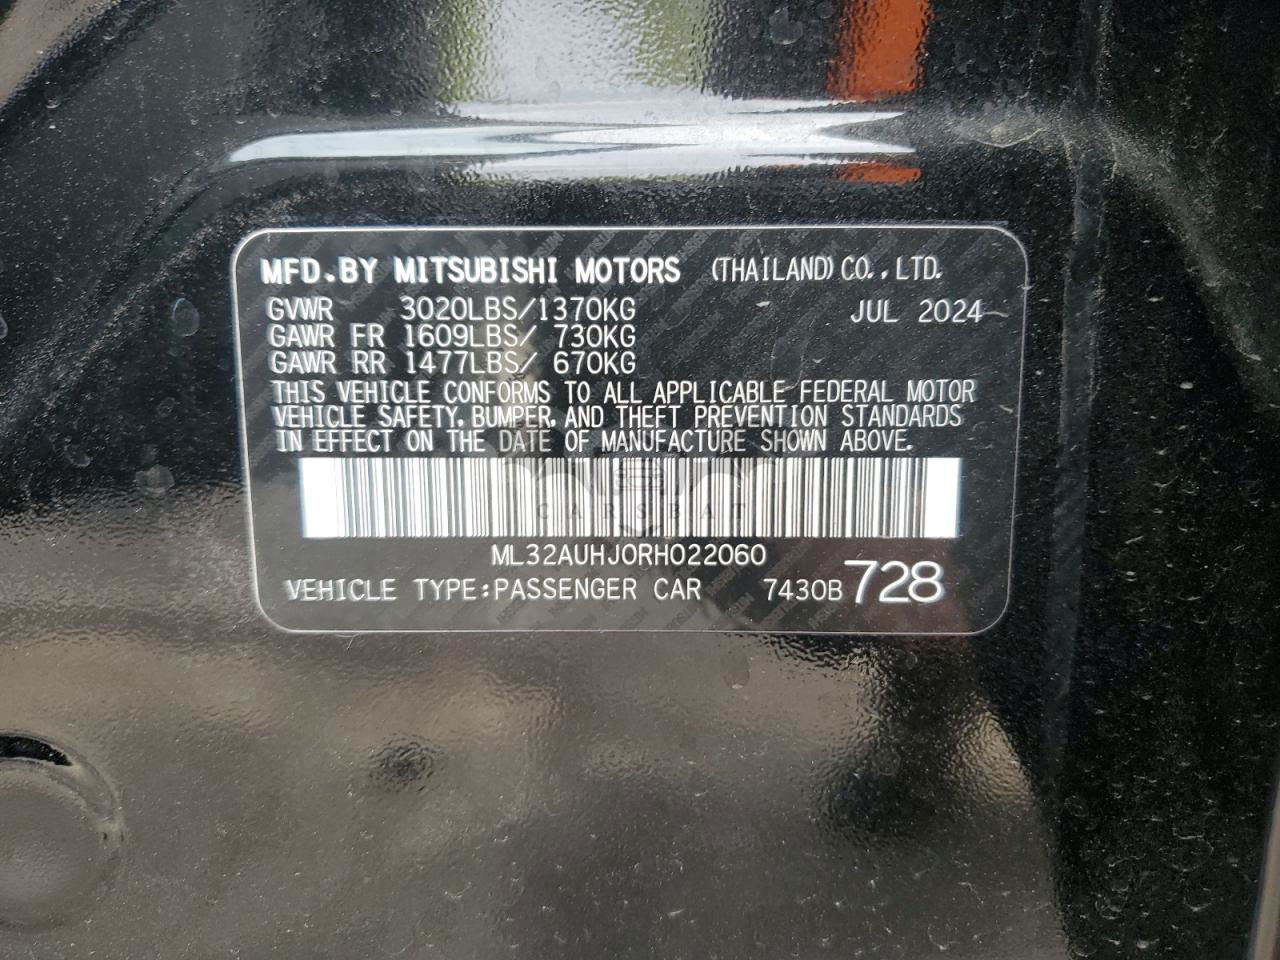 MFD.BY MITSUBISHI MOTORS (THAILAND) CO.,LTD.
GVWR 3020LBS/1370KG JUL 2024
GAWR FR 1609LBS/ 730KG
GAWR RR 1477LBS/ 670KG
THIS VEHICLE CONFORMS TO ALL APPLICABLE FEDERAL MOTOR
VEHICLE SAFETY, BUMPER, AND THEFT PREVENTION STANDARDS
IN EFFECT ON THE DATE OF MANUFACTURE SHOWN ABOVE.
CARSBAT
ML32AUHJ0RH022060
VEHICLE TYPE:PASSENGER CAR 7430B 728